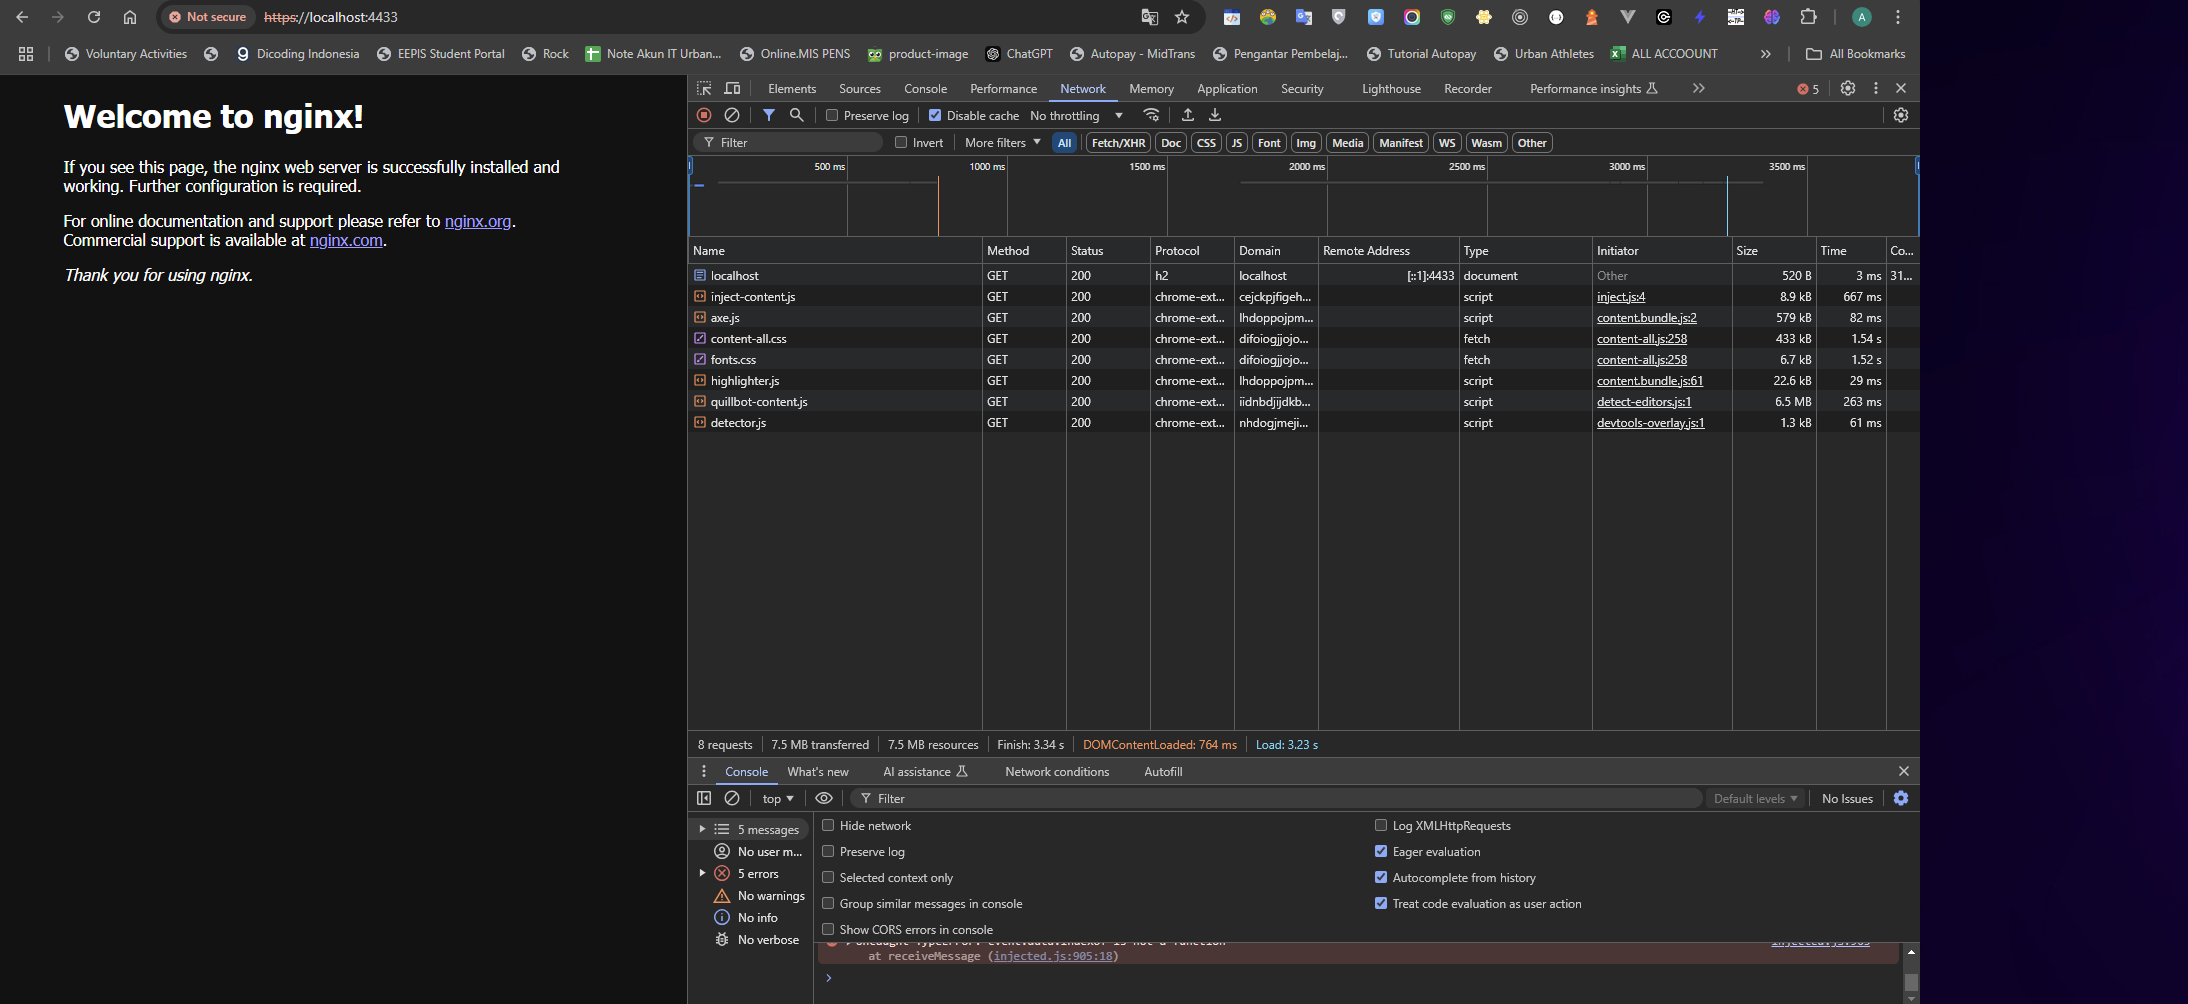 Not secure https://localhost:4433
Voluntary Activities Dicoding Indonesia EEPIS Student Portal Rock Note Akun IT Urban... Online.MIS PENS product-image ChatGPT Autopay - MidTrans Pengantar Pembelaj... Tutorial Autopay Urban Athletes ALL ACCOOUNT All Bookmarks
Welcome to nginx!
If you see this page, the nginx web server is successfully installed and
working. Further configuration is required.
For online documentation and support please refer to nginx.org.
Commercial support is available at nginx.com.
Thank you for using nginx.
Elements Sources Console Performance Network Memory Application Security Lighthouse Recorder Performance insights 5
Preserve log Disable cache No throttling
Filter Invert More filters All Fetch/XHR Doc CSS JS Font Img Media Manifest WS Wasm Other
500 ms 1000 ms 1500 ms 2000 ms 2500 ms 3000 ms 3500 ms
Name Method Status Protocol Domain Remote Address Type Initiator Size Time Co...
localhost GET 200 h2 localhost [::1]:4433 document Other 520 B 3 ms 31...
inject-content.js GET 200 chrome-ext... cejckpjfigeh... script inject.js:4 8.9 kB 667 ms
axe.js GET 200 chrome-ext... lhdoppojpm... script content.bundle.js:2 579 kB 82 ms
content-all.css GET 200 chrome-ext... difoiogjjojo... fetch content-all.js:258 433 kB 1.54 s
fonts.css GET 200 chrome-ext... difoiogjjojo... fetch content-all.js:258 6.7 kB 1.52 s
highlighter.js GET 200 chrome-ext... lhdoppojpm... script content.bundle.js:61 22.6 kB 29 ms
quillbot-content.js GET 200 chrome-ext... iidnbdjijdkb... script detect-editors.js:1 6.5 MB 263 ms
detector.js GET 200 chrome-ext... nhdogjmeji... script devtools-overlay.js:1 1.3 kB 61 ms
8 requests 7.5 MB transferred 7.5 MB resources Finish: 3.34 s DOMContentLoaded: 764 ms Load: 3.23 s
Console What's new AI assistance Network conditions Autofill
top Filter Default levels No Issues
5 messages
No user m...
5 errors
No warnings
No info
No verbose
Hide network Log XMLHttpRequests
Preserve log Eager evaluation
Selected context only Autocomplete from history
Group similar messages in console Treat code evaluation as user action
Show CORS errors in console
at receiveMessage (injected.js:905:18)